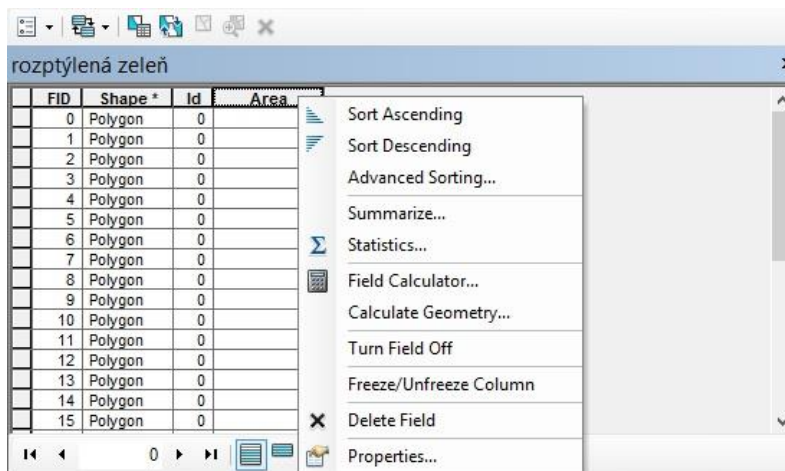 rozptýlená zeleň
FID Shape * Id Area
0 Polygon 0
1 Polygon 0
2 Polygon 0
3 Polygon 0
4 Polygon 0
5 Polygon 0
6 Polygon 0
7 Polygon 0
8 Polygon 0
9 Polygon 0
10 Polygon 0
11 Polygon 0
12 Polygon 0
13 Polygon 0
14 Polygon 0
15 Polygon 0
Sort Ascending
Sort Descending
Advanced Sorting...
Summarize...
Statistics...
Field Calculator...
Calculate Geometry...
Turn Field Off
Freeze/Unfreeze Column
Delete Field
Properties...
0